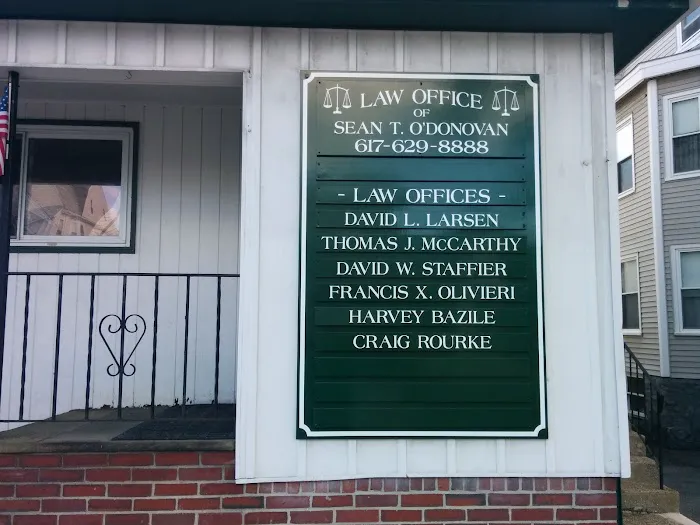 LAW OFFICE
OF
SEAN T. O'DONOVAN
617-629-8888
- LAW OFFICES -
DAVID L. LARSEN
THOMAS J. McCARTHY
DAVID W. STAFFIER
FRANCIS X. OLIVIERI
HARVEY BAZILE
CRAIG ROURKE